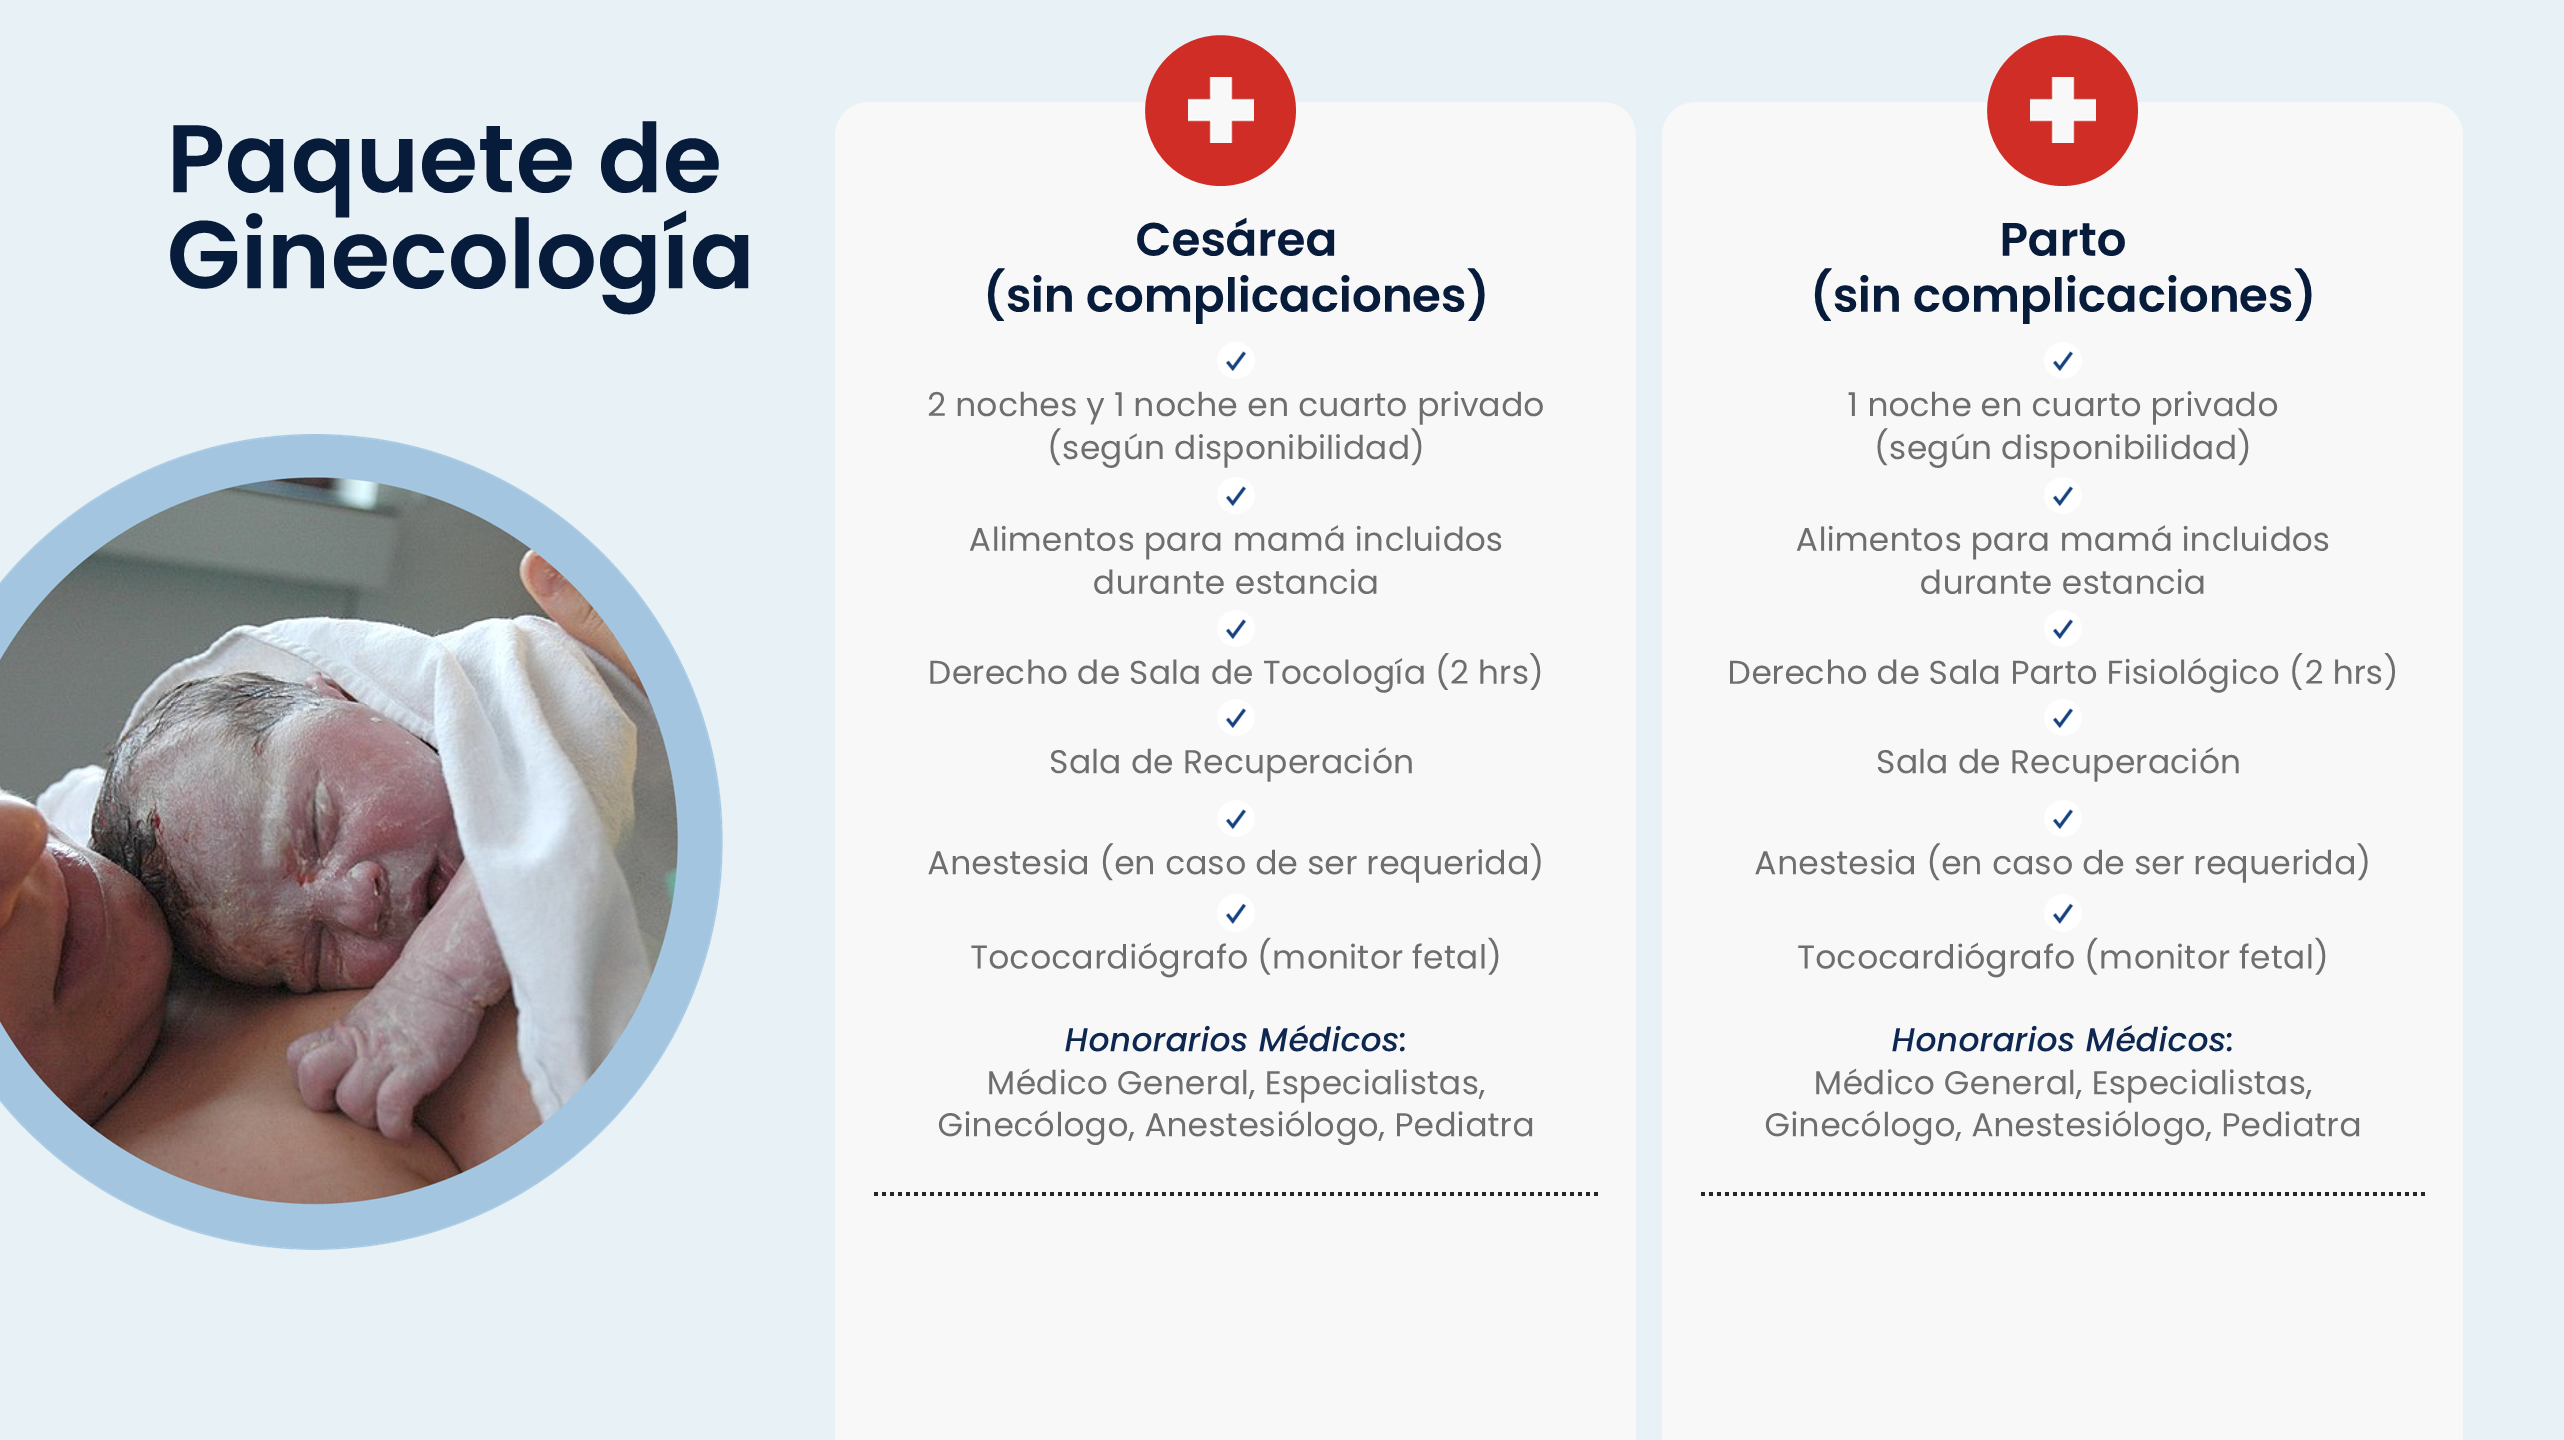 Paquete de
Ginecología
Cesárea
(sin complicaciones)
2 noches y 1 noche en cuarto privado
(según disponibilidad)
Alimentos para mamá incluidos
durante estancia
Derecho de Sala de Tocología (2 hrs)
Sala de Recuperación
Anestesia (en caso de ser requerida)
Tococardiógrafo (monitor fetal)
Honorarios Médicos:
Médico General, Especialistas,
Ginecólogo, Anestesiólogo, Pediatra
Parto
(sin complicaciones)
1 noche en cuarto privado
(según disponibilidad)
Alimentos para mamá incluidos
durante estancia
Derecho de Sala Parto Fisiológico (2 hrs)
Sala de Recuperación
Anestesia (en caso de ser requerida)
Tococardiógrafo (monitor fetal)
Honorarios Médicos:
Médico General, Especialistas,
Ginecólogo, Anestesiólogo, Pediatra